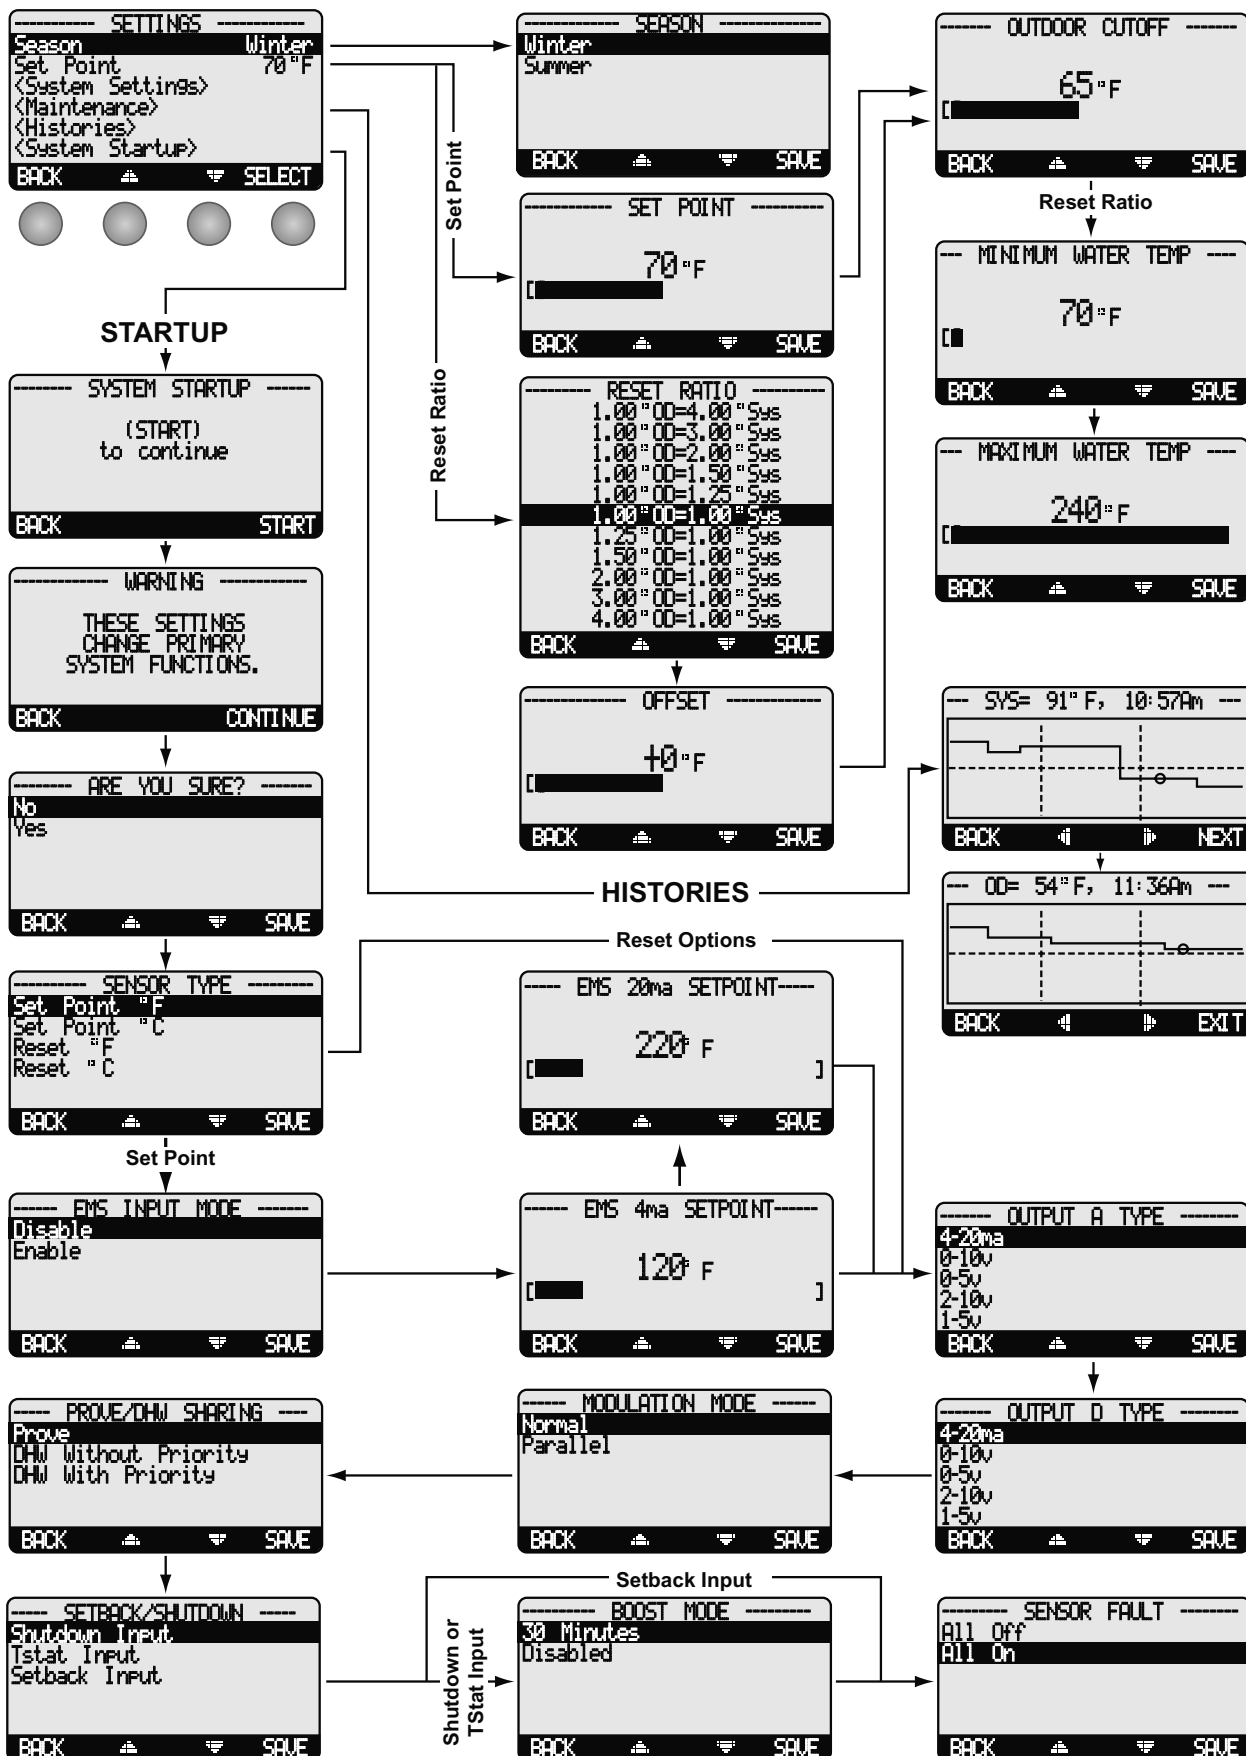 SETTINGS
Season Winter
Set Point 70°F
<System Settings>
<Maintenance>
<Histories>
<System Startup>
BACK SELECT
SEASON
Winter
Summer
BACK SAVE
OUTDOOR CUTOFF
65°F
BACK SAVE
Set Point
Reset Ratio
SET POINT
70°F
BACK SAVE
Reset Ratio
MINIMUM WATER TEMP
70°F
BACK SAVE
MAXIMUM WATER TEMP
240°F
BACK SAVE
STARTUP
SYSTEM STARTUP
(START)
to continue
BACK START
RESET RATIO
1.00°OD=4.00°Sys
1.00°OD=3.00°Sys
1.00°OD=2.00°Sys
1.00°OD=1.50°Sys
1.00°OD=1.25°Sys
1.00°OD=1.00°Sys
1.25°OD=1.00°Sys
1.50°OD=1.00°Sys
2.00°OD=1.00°Sys
3.00°OD=1.00°Sys
4.00°OD=1.00°Sys
BACK SAVE
WARNING
THESE SETTINGS
CHANGE PRIMARY
SYSTEM FUNCTIONS.
BACK CONTINUE
OFFSET
+0°F
BACK SAVE
SYS= 91°F, 10:57Am
BACK NEXT
ARE YOU SURE?
No
Yes
BACK SAVE
HISTORIES
OD= 54°F, 11:36Am
BACK EXIT
Reset Options
SENSOR TYPE
Set Point °F
Set Point °C
Reset °F
Reset °C
BACK SAVE
EMS 20ma SETPOINT
220° F
BACK SAVE
Set Point
EMS INPUT MODE
Disable
Enable
BACK SAVE
EMS 4ma SETPOINT
120° F
BACK SAVE
OUTPUT A TYPE
4-20ma
0-10v
0-5v
2-10v
1-5v
BACK SAVE
PROVE/DHW SHARING
Prove
DHW Without Priority
DHW With Priority
BACK SAVE
MODULATION MODE
Normal
Parallel
BACK SAVE
OUTPUT D TYPE
4-20ma
0-10v
0-5v
2-10v
1-5v
BACK SAVE
Setback Input
SETBACK/SHUTDOWN
Shutdown Input
Tstat Input
Setback Input
BACK SAVE
Shutdown or
TStat Input
BOOST MODE
30 Minutes
Disabled
BACK SAVE
SENSOR FAULT
All Off
All On
BACK SAVE